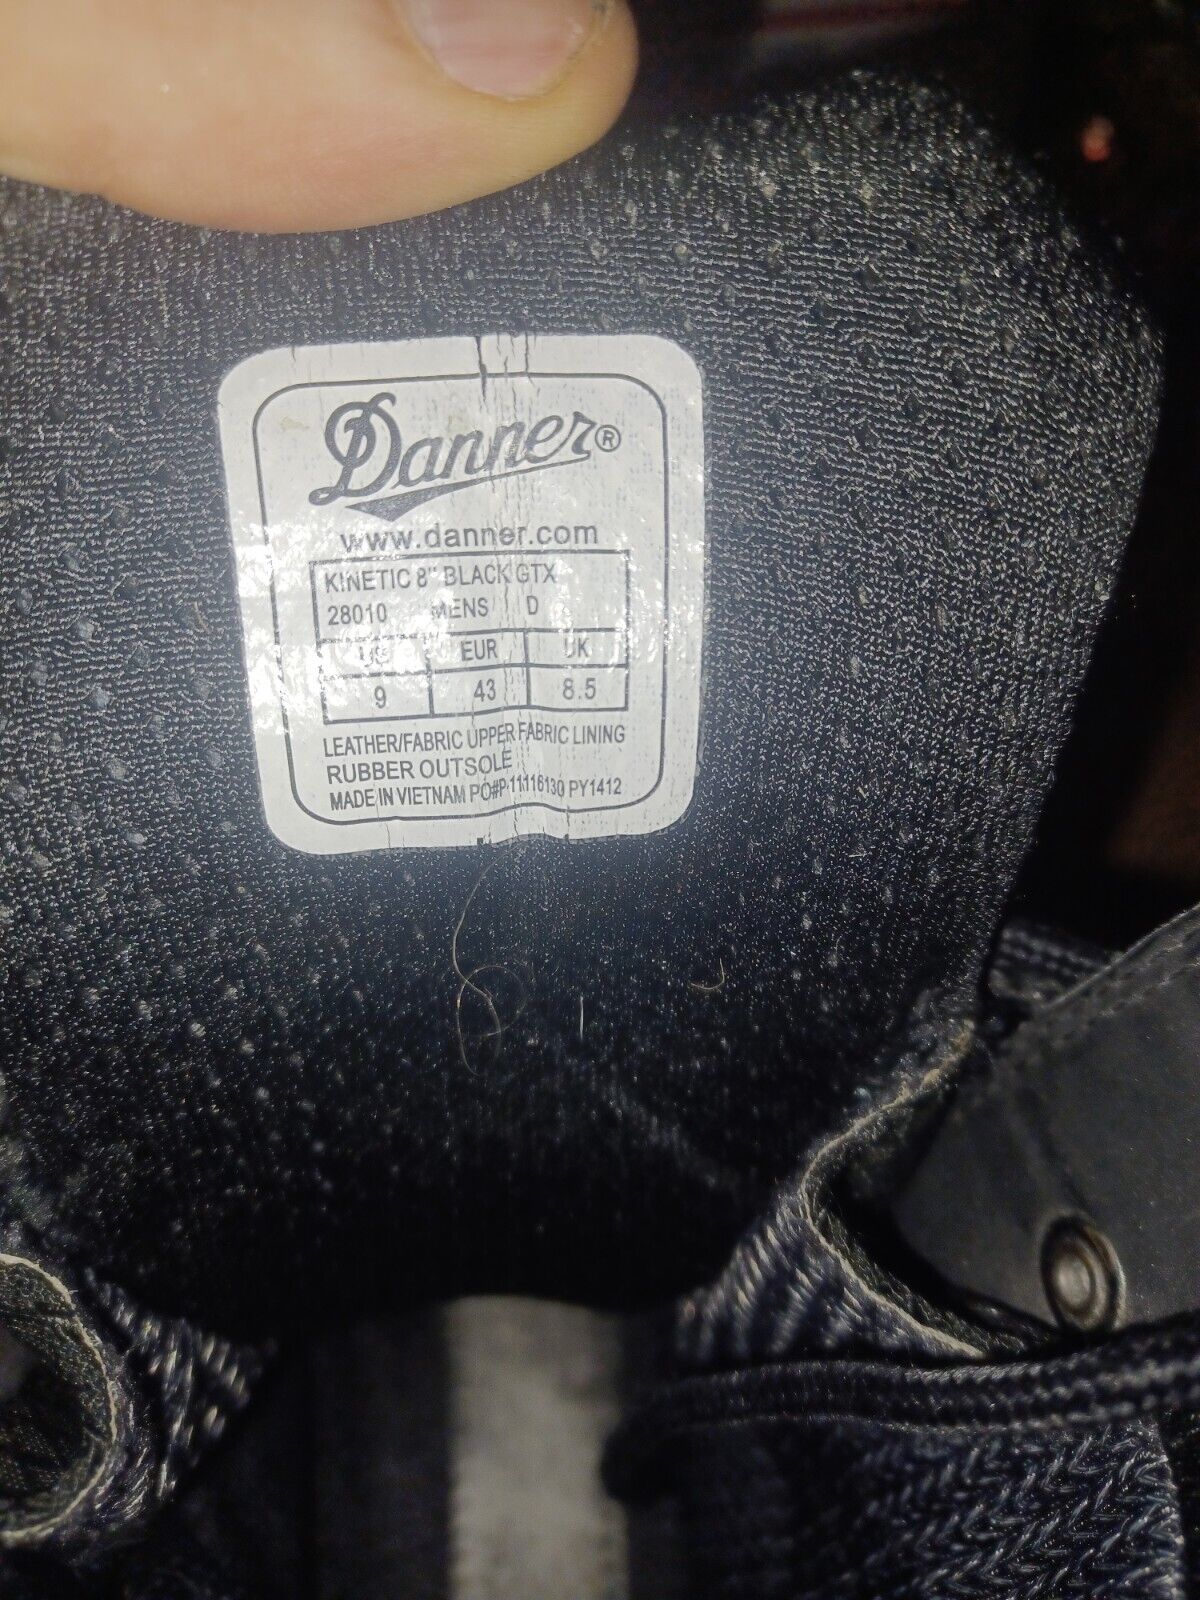 Danner®
www.danner.com
KINETIC 8" BLACK GTX
28010 MENS D
US EUR UK
9 43 8.5
LEATHER/FABRIC UPPER FABRIC LINING
RUBBER OUTSOLE
MADE IN VIETNAM PO#P-11116130 PY1412